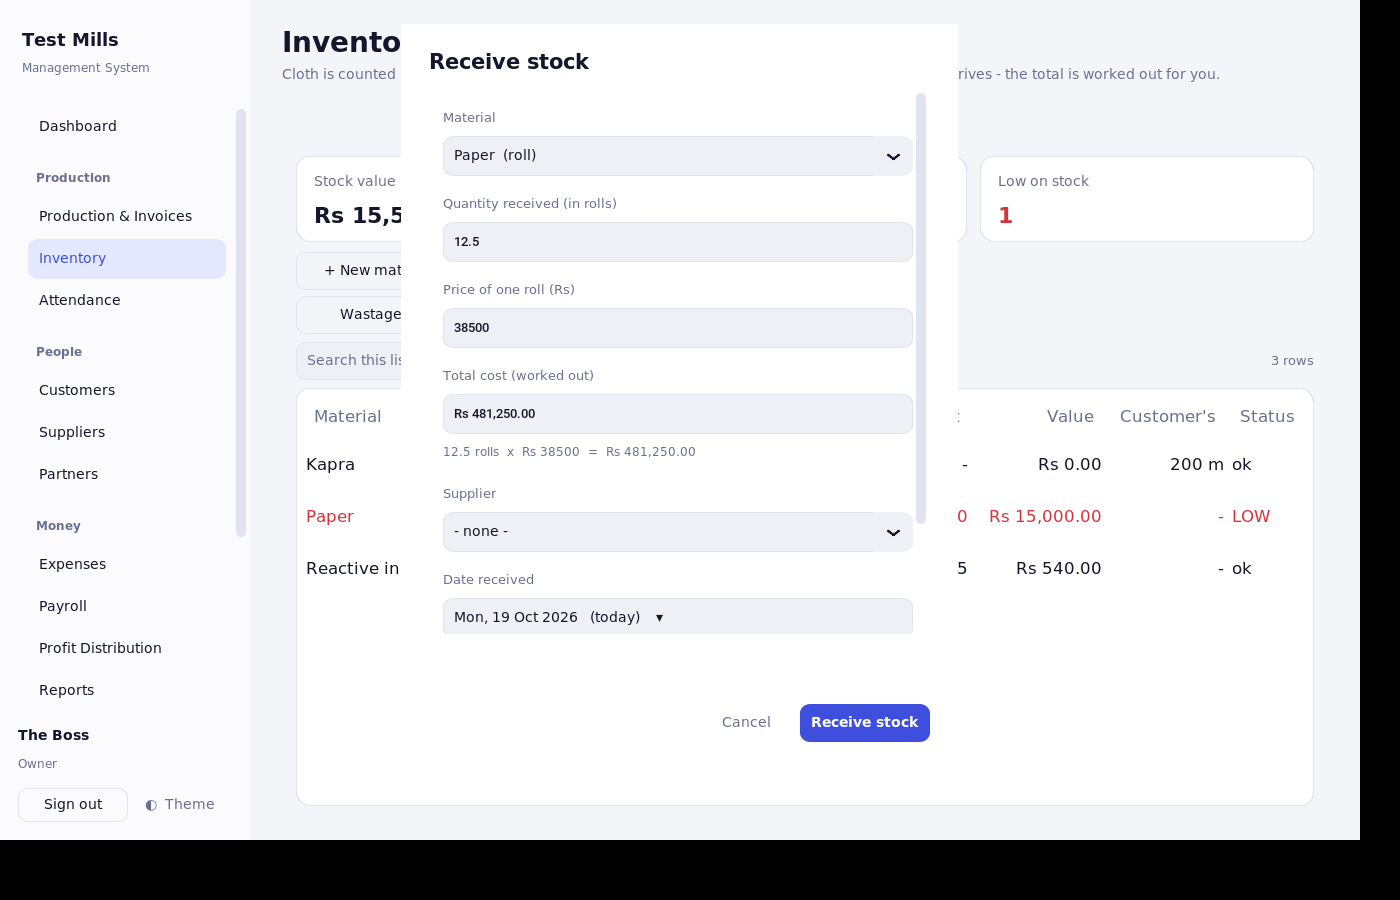 Test Mills
Management System
Dashboard
Production
Production & Invoices
Inventory
Attendance
People
Customers
Suppliers
Partners
Money
Expenses
Payroll
Profit Distribution
Reports
The Boss
Owner
Sign out
◐ Theme
Cloth is counted
- the total is worked out for you.
Stock value
Rs 15,5
Low on stock
1
+ New
Wastage
Search this
3 rows
Material Value Customer's Status
Kapra - Rs 0.00 200 m ok
Paper 0 Rs 15,000.00 - LOW
Reactive 5 Rs 540.00 - ok
Receive stock
Material
Paper (roll)
Quantity received (in rolls)
12.5
Price of one roll (Rs)
38500
Total cost (worked out)
Rs 481,250.00
12.5 rolls x Rs 38500 = Rs 481,250.00
Supplier
- none -
Date received
Mon, 19 Oct 2026 (today) ▾
Cancel
Receive stock